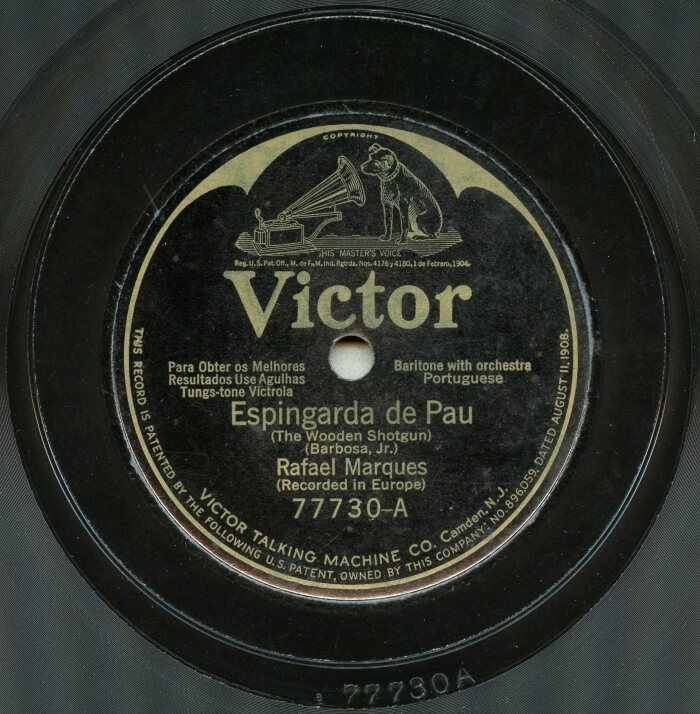 COPYRIGHT
HIS MASTER'S VOICE
Reg. U.S. Pat. Off., M. de F., M. Ind. Rgtrda. Nos. 4176 y 4180, 1 de Febrero, 1904.
Victor
Para Obter os Melhores
Resultados Use Agulhas
Tungs-tone Victrola
Baritone with orchestra
Portuguese
Espingarda de Pau
(The Wooden Shotgun)
(Barbosa, Jr.)
Rafael Marques
(Recorded in Europe)
77730-A
VICTOR TALKING MACHINE CO. Camden, N. J.
THIS RECORD IS PATENTED BY THE FOLLOWING U.S. PATENT, OWNED BY THIS COMPANY: NO. 896,059, DATED AUGUST 11, 1908.
77730A